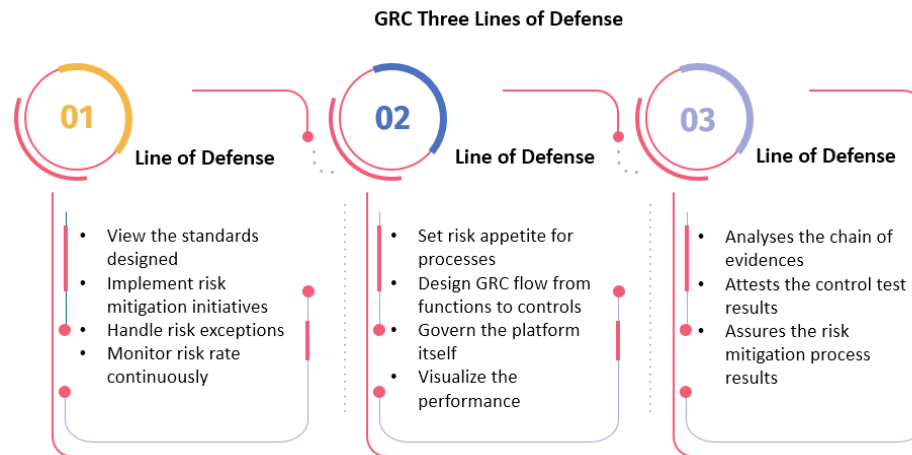 GRC Three Lines of Defense
01
Line of Defense
• View the standards
designed
• Implement risk
mitigation initiatives
• Handle risk exceptions
• Monitor risk rate
continuously
02
Line of Defense
• Set risk appetite for
processes
• Design GRC flow from
functions to controls
• Govern the platform
itself
• Visualize the
performance
03
Line of Defense
• Analyses the chain of
evidences
• Attests the control test
results
• Assures the risk
mitigation process
results